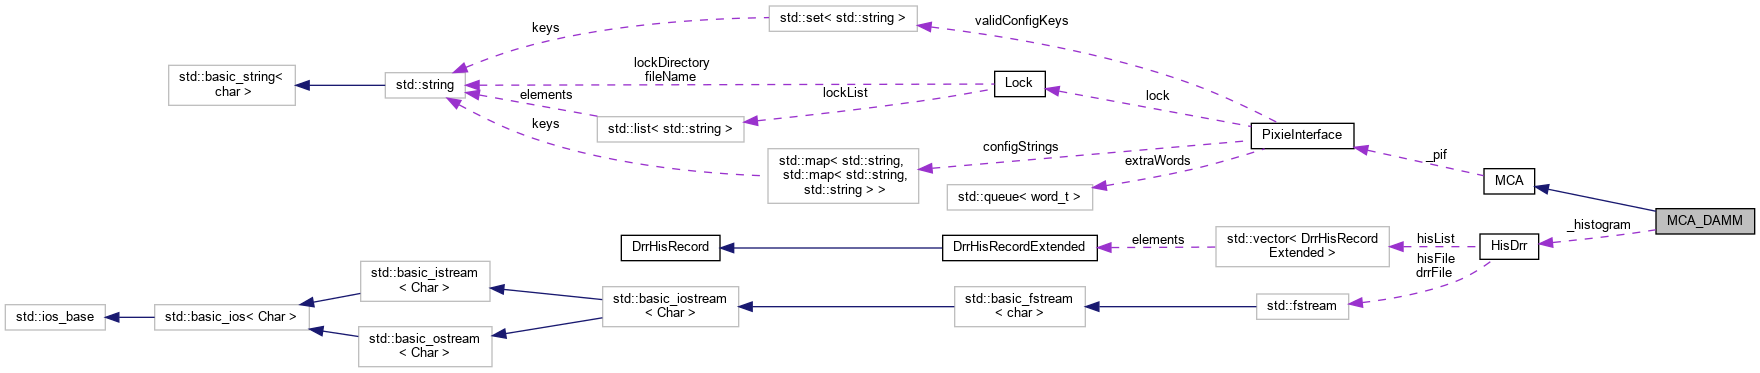 std::set< std::string >
validConfigKeys
keys
std::basic_string<
char >
std::string
lockDirectory
fileName
Lock
elements
lockList
lock
std::list< std::string >
keys
PixieInterface
configStrings
std::map< std::string,
std::map< std::string,
std::string > >
extraWords
_pif
MCA
std::queue< word_t >
MCA_DAMM
_histogram
DrrHisRecord
DrrHisRecordExtended
elements
std::vector< DrrHisRecord
Extended >
hisList
HisDrr
hisFile
drrFile
std::basic_istream
< Char >
std::ios_base
std::basic_ios< Char >
std::basic_iostream
< Char >
std::basic_fstream
< char >
std::fstream
std::basic_ostream
< Char >